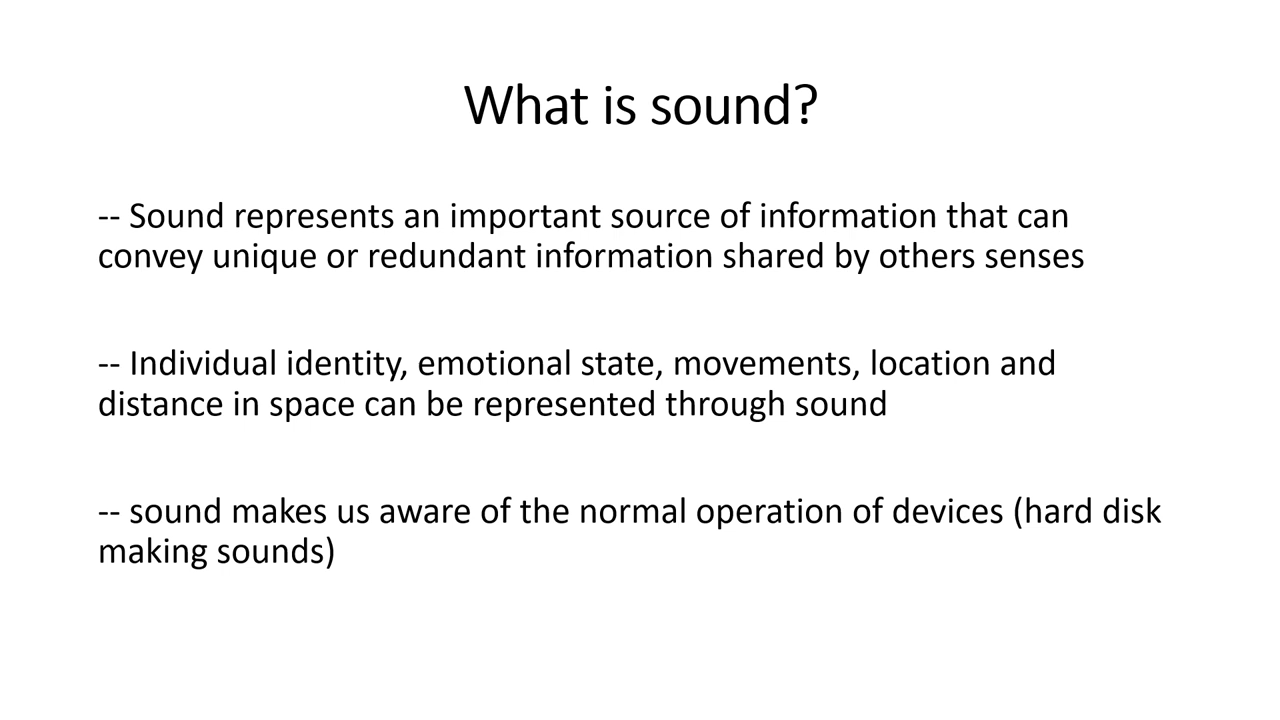 What is sound?
-- Sound represents an important source of information that can
convey unique or redundant information shared by others senses
-- Individual identity, emotional state, movements, location and
distance in space can be represented through sound
-- sound makes us aware of the normal operation of devices (hard disk
making sounds)